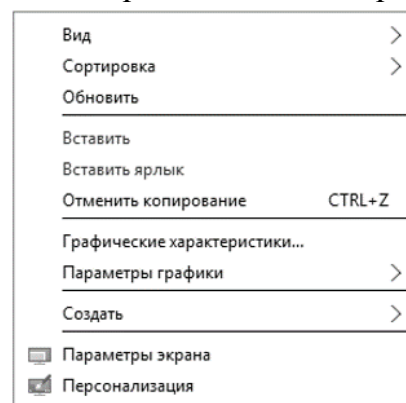 Вид
Сортировка
Обновить
Вставить
Вставить ярлык
Отменить копирование CTRL+Z
Графические характеристики...
Параметры графики
Создать
Параметры экрана
Персонализация